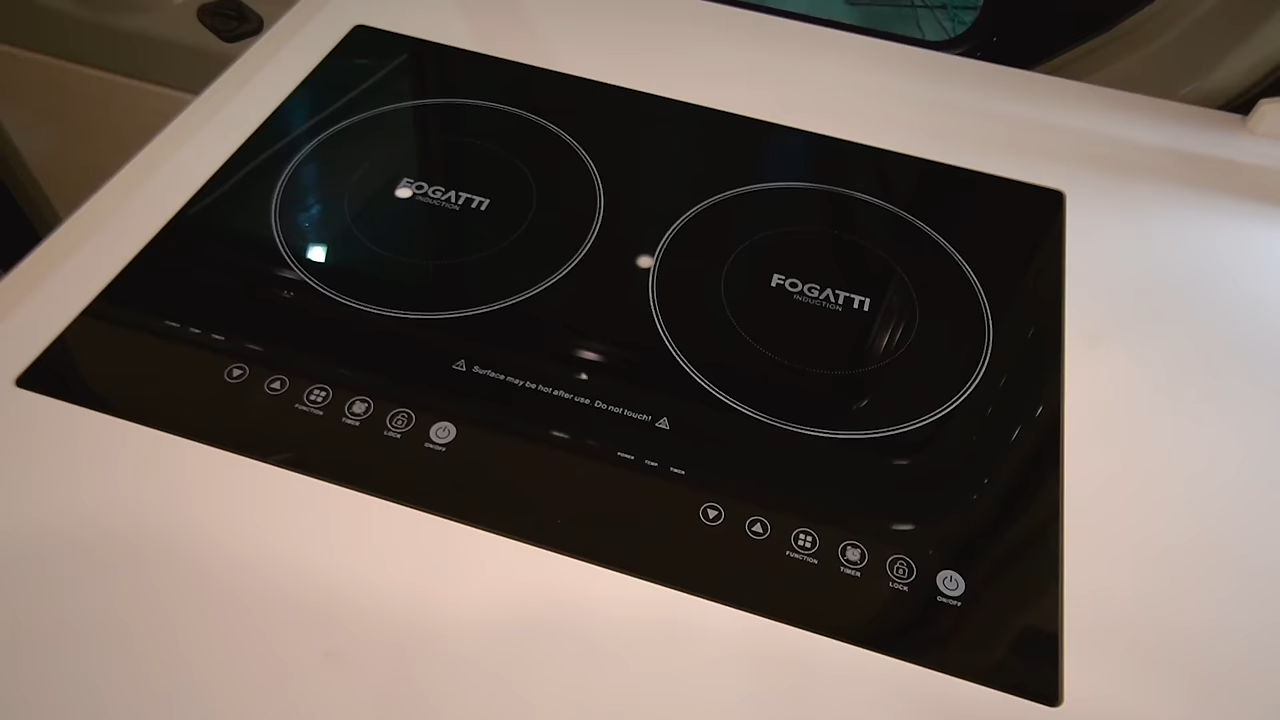 FOGATTI
INDUCTION
FOGATTI
INDUCTION
Surface may be hot after use. Do not touch!
FUNCTION
TIMER
LOCK
ON/OFF
POWER
TEMP
TIMER
FUNCTION
TIMER
LOCK
ON/OFF